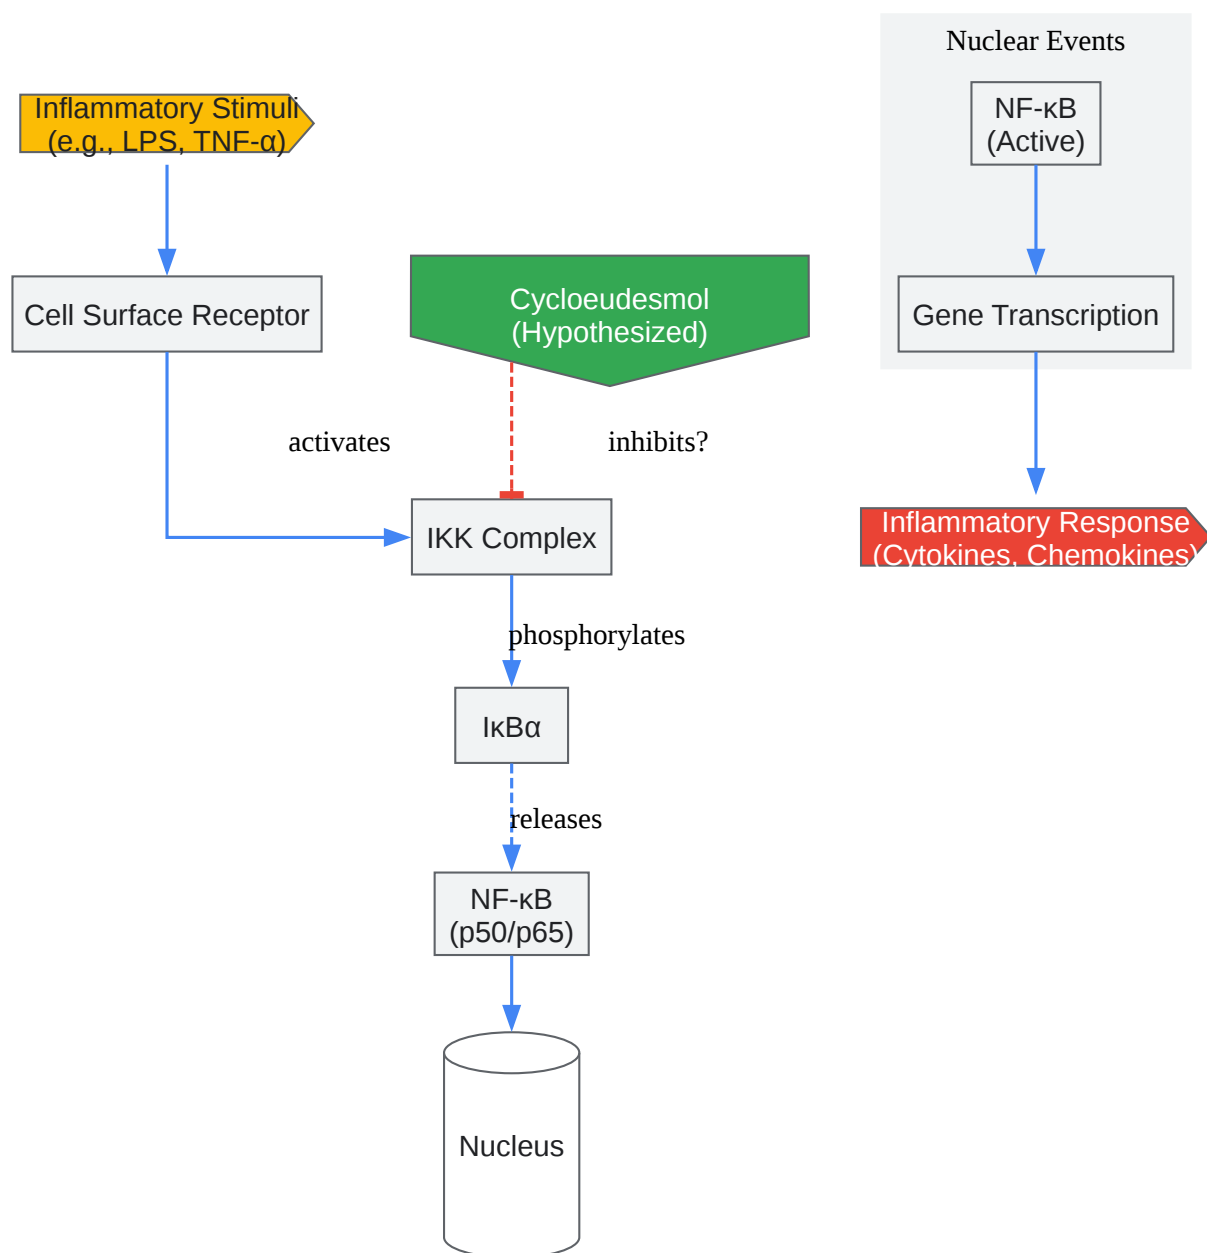 Nuclear Events
Inflammatory Stimuli
(e.g., LPS, TNF-α)
NF-κB
(Active)
Cell Surface Receptor
Cycloeudesmol
(Hypothesized)
Gene Transcription
activates
inhibits?
IKK Complex
Inflammatory Response
(Cytokines, Chemokines)
phosphorylates
IκBα
releases
NF-κB
(p50/p65)
Nucleus